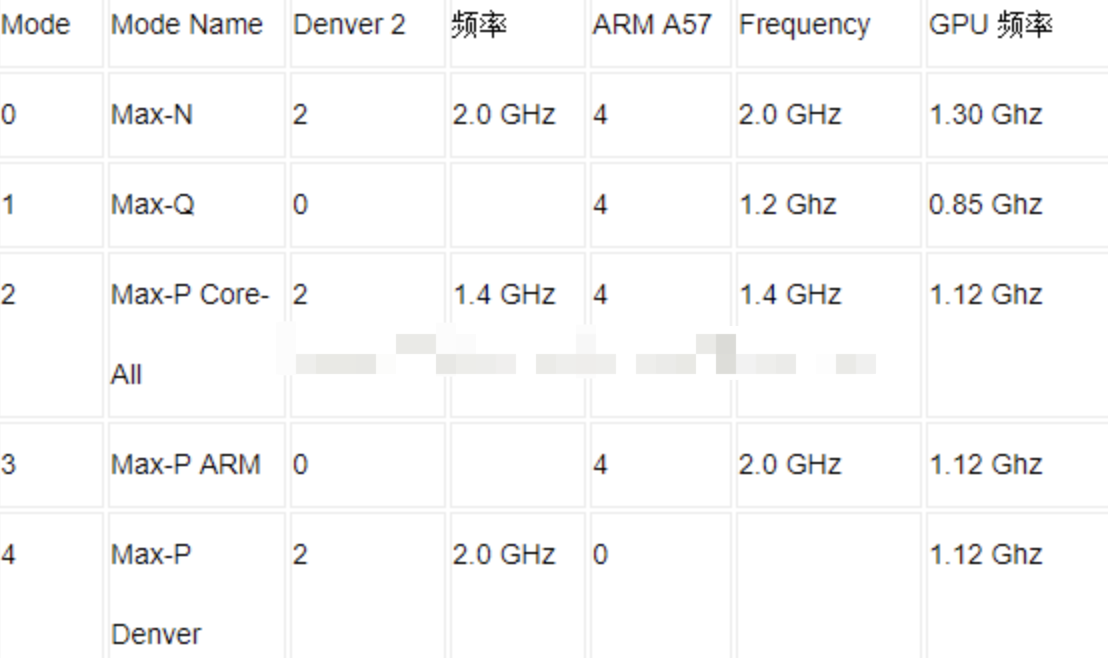 Mode Mode Name Denver 2 频率 ARM A57 Frequency GPU 频率
0 Max-N 2 2.0 GHz 4 2.0 GHz 1.30 Ghz
1 Max-Q 0 4 1.2 Ghz 0.85 Ghz
2 Max-P Core- 2 1.4 GHz 4 1.4 GHz 1.12 Ghz
All
3 Max-P ARM 0 4 2.0 GHz 1.12 Ghz
4 Max-P 2 2.0 GHz 0 1.12 Ghz
Denver